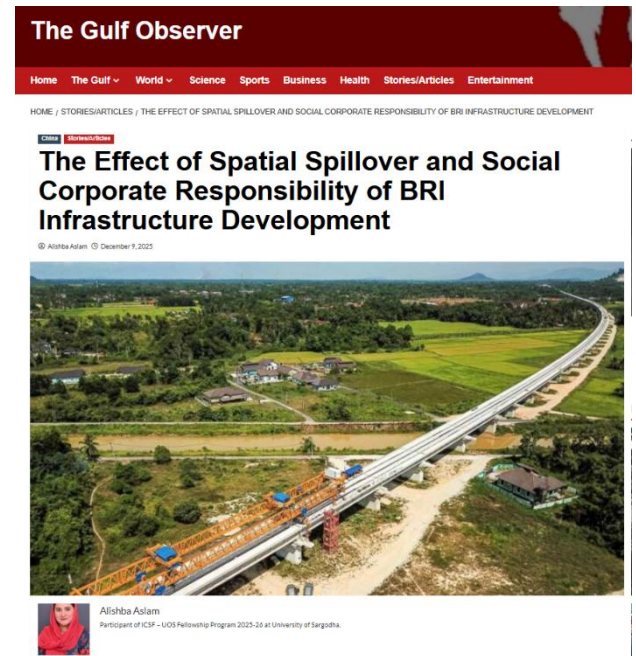 The Gulf Observer
Home The Gulf World Science Sports Business Health Stories/Articles Entertainment
HOME / STORIES/ARTICLES / THE EFFECT OF SPATIAL SPILLOVER AND SOCIAL CORPORATE RESPONSIBILITY OF BRI INFRASTRUCTURE DEVELOPMENT
China Stories/Articles
The Effect of Spatial Spillover and Social
Corporate Responsibility of BRI
Infrastructure Development
Alishba Aslam December 9, 2025
Alishba Aslam
Participant of ICSF – UOS Fellowship Program 2025-26 at University of Sargodha.